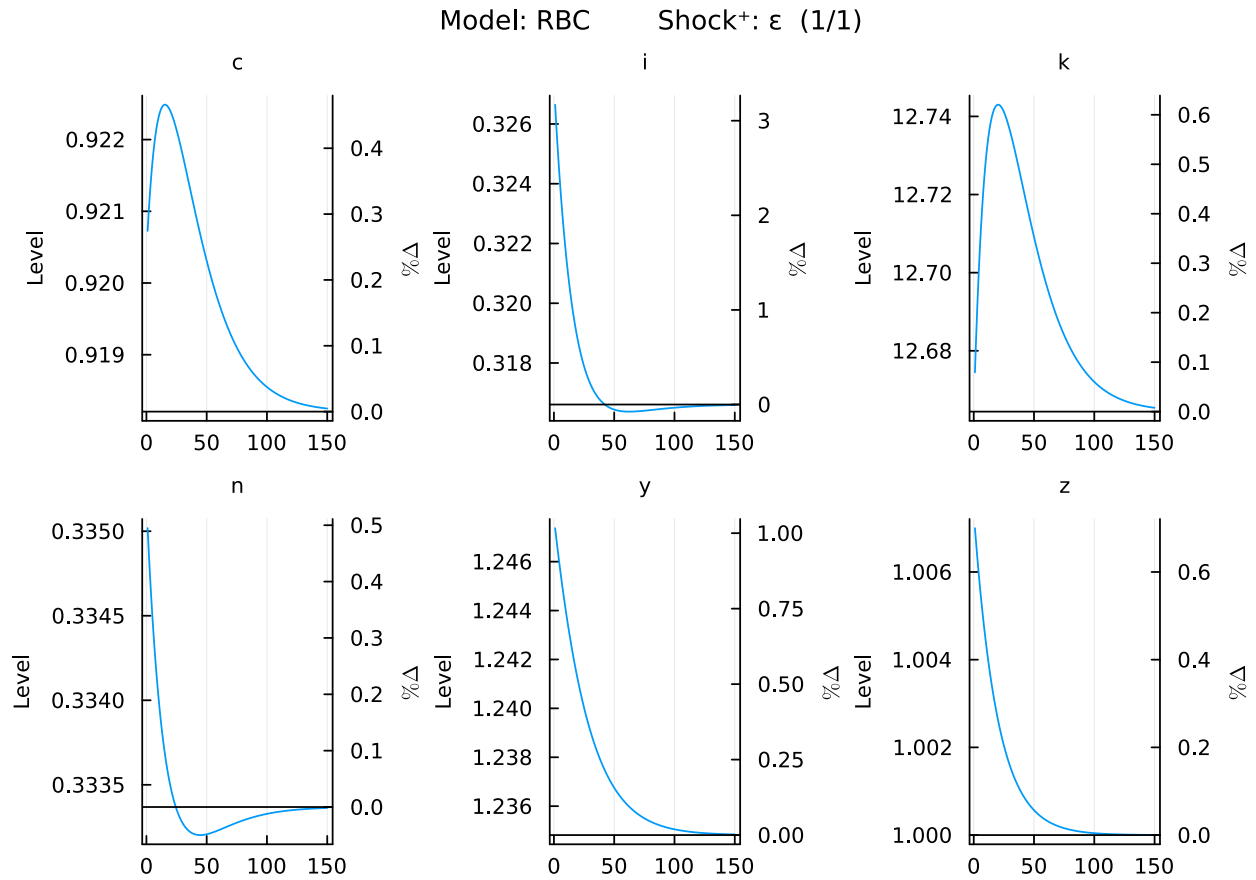 Model: RBC Shock⁺: ε (1/1)
c
0.922
0.921
0.920
0.919
Level
0.4
0.3
0.2
0.1
0.0
%Δ
0 50 100 150
i
0.326
0.324
0.322
0.320
0.318
Level
3
2
1
0
%Δ
0 50 100 150
k
12.74
12.72
12.70
12.68
Level
0.6
0.5
0.4
0.3
0.2
0.1
0.0
%Δ
0 50 100 150
n
0.3350
0.3345
0.3340
0.3335
Level
0.5
0.4
0.3
0.2
0.1
0.0
%Δ
0 50 100 150
y
1.246
1.244
1.242
1.240
1.238
1.236
Level
1.00
0.75
0.50
0.25
0.00
%Δ
0 50 100 150
z
1.006
1.004
1.002
1.000
Level
0.6
0.4
0.2
0.0
%Δ
0 50 100 150